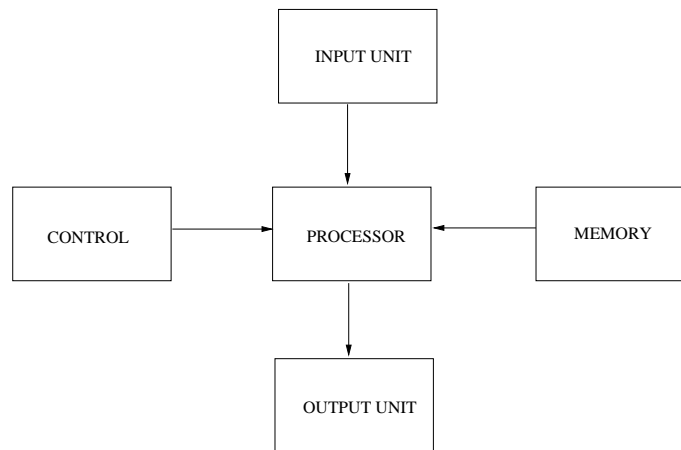 INPUT UNIT
CONTROL
PROCESSOR
MEMORY
OUTPUT UNIT